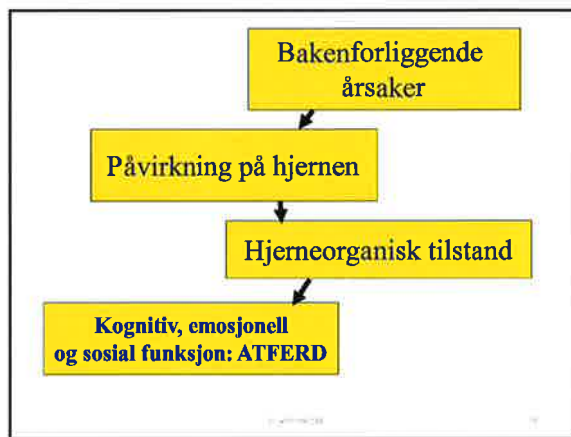 Bakenforliggende
årsaker
Påvirkning på hjernen
Hjerneorganisk tilstand
Kognitiv, emosjonell
og sosial funksjon: ATFERD